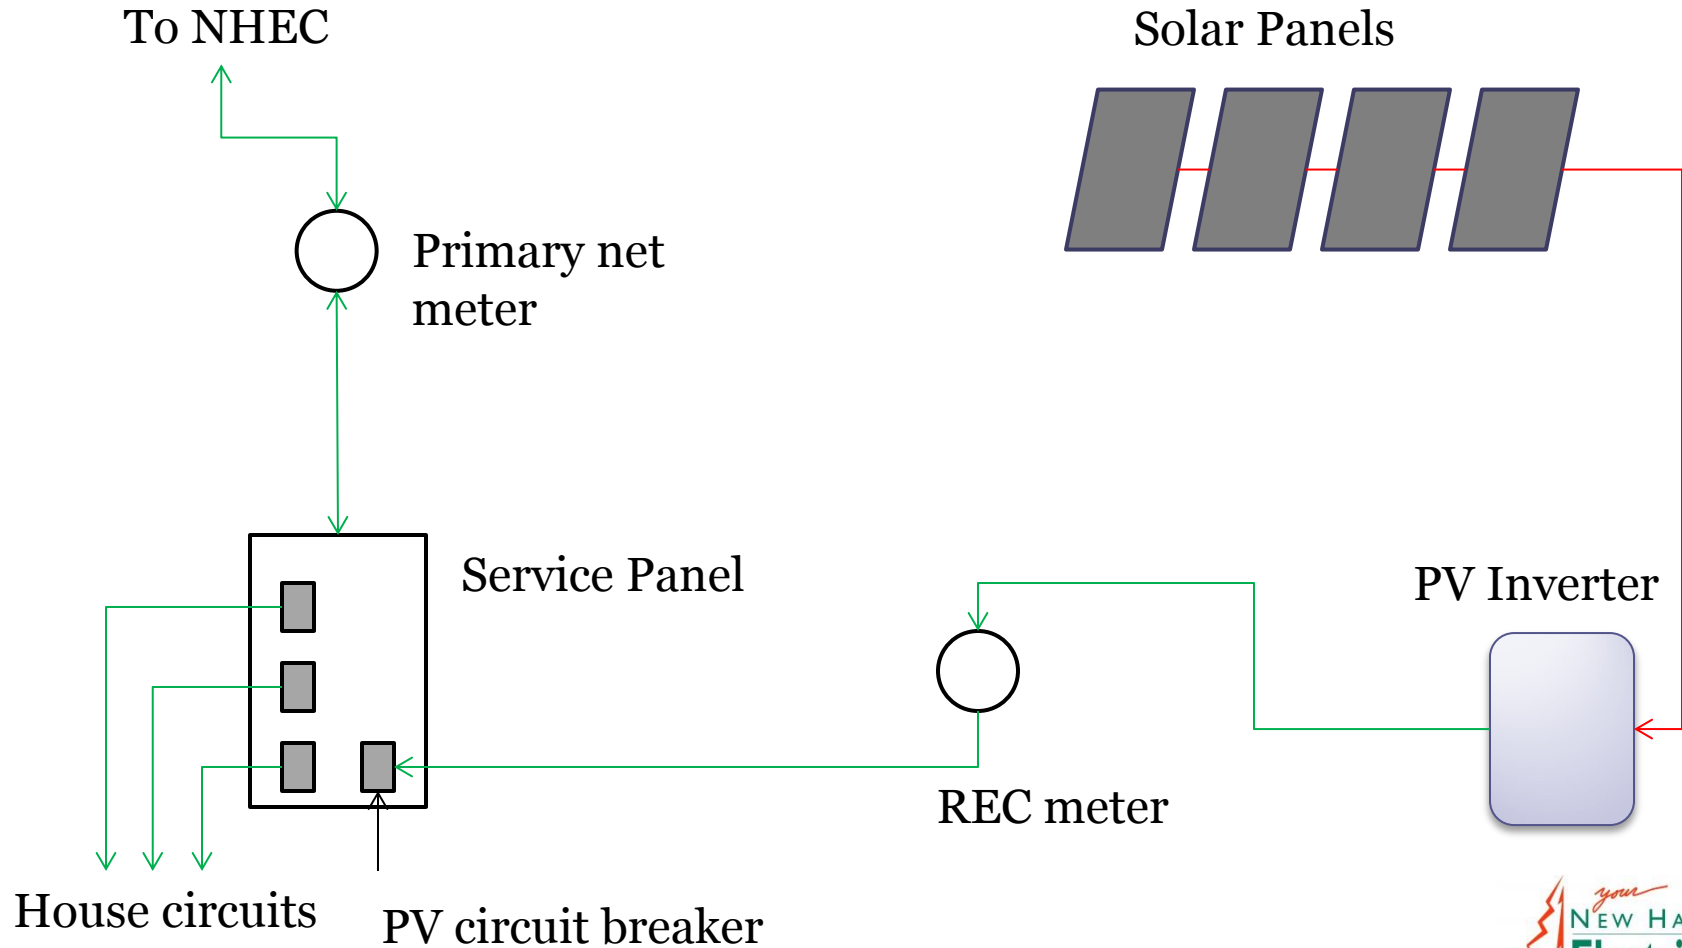 To NHEC
Solar Panels
Primary net
meter
Service Panel
PV Inverter
REC meter
House circuits
PV circuit breaker
your
NEW HA